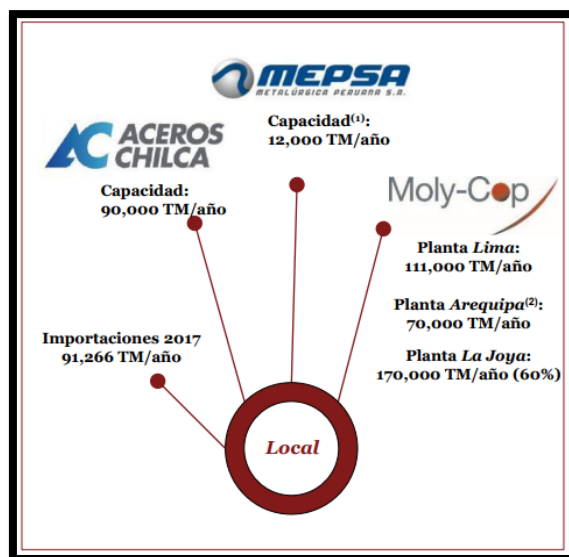 MEPSA
METALÚRGICA PERUANA S.A.
Capacidad(1):
12,000 TM/año
AC ACEROS
CHILCA
Capacidad:
90,000 TM/año
Moly-Cop
Planta Lima:
111,000 TM/año
Planta Arequipa(2):
70,000 TM/año
Planta La Joya:
170,000 TM/año (60%)
Importaciones 2017
91,266 TM/año
Local